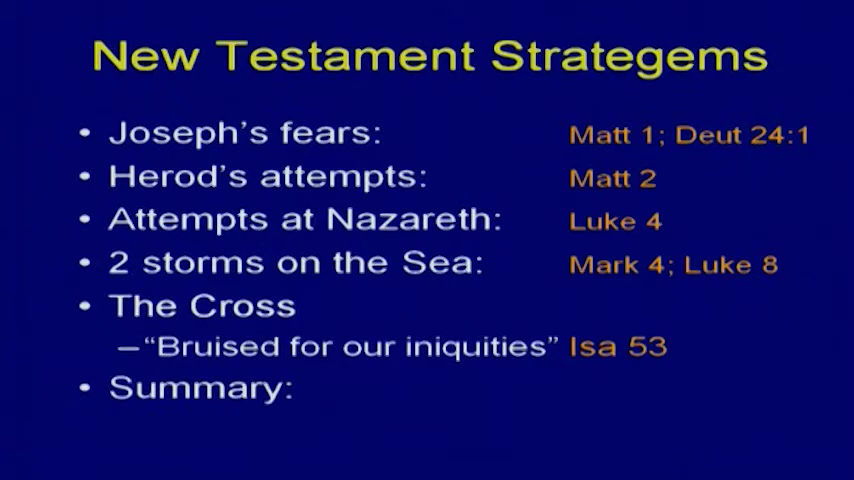 New Testament Strategems
• Joseph's fears: Matt 1; Deut 24:1
• Herod's attempts: Matt 2
• Attempts at Nazareth: Luke 4
• 2 storms on the Sea: Mark 4; Luke 8
• The Cross
–“Bruised for our iniquities” Isa 53
• Summary: